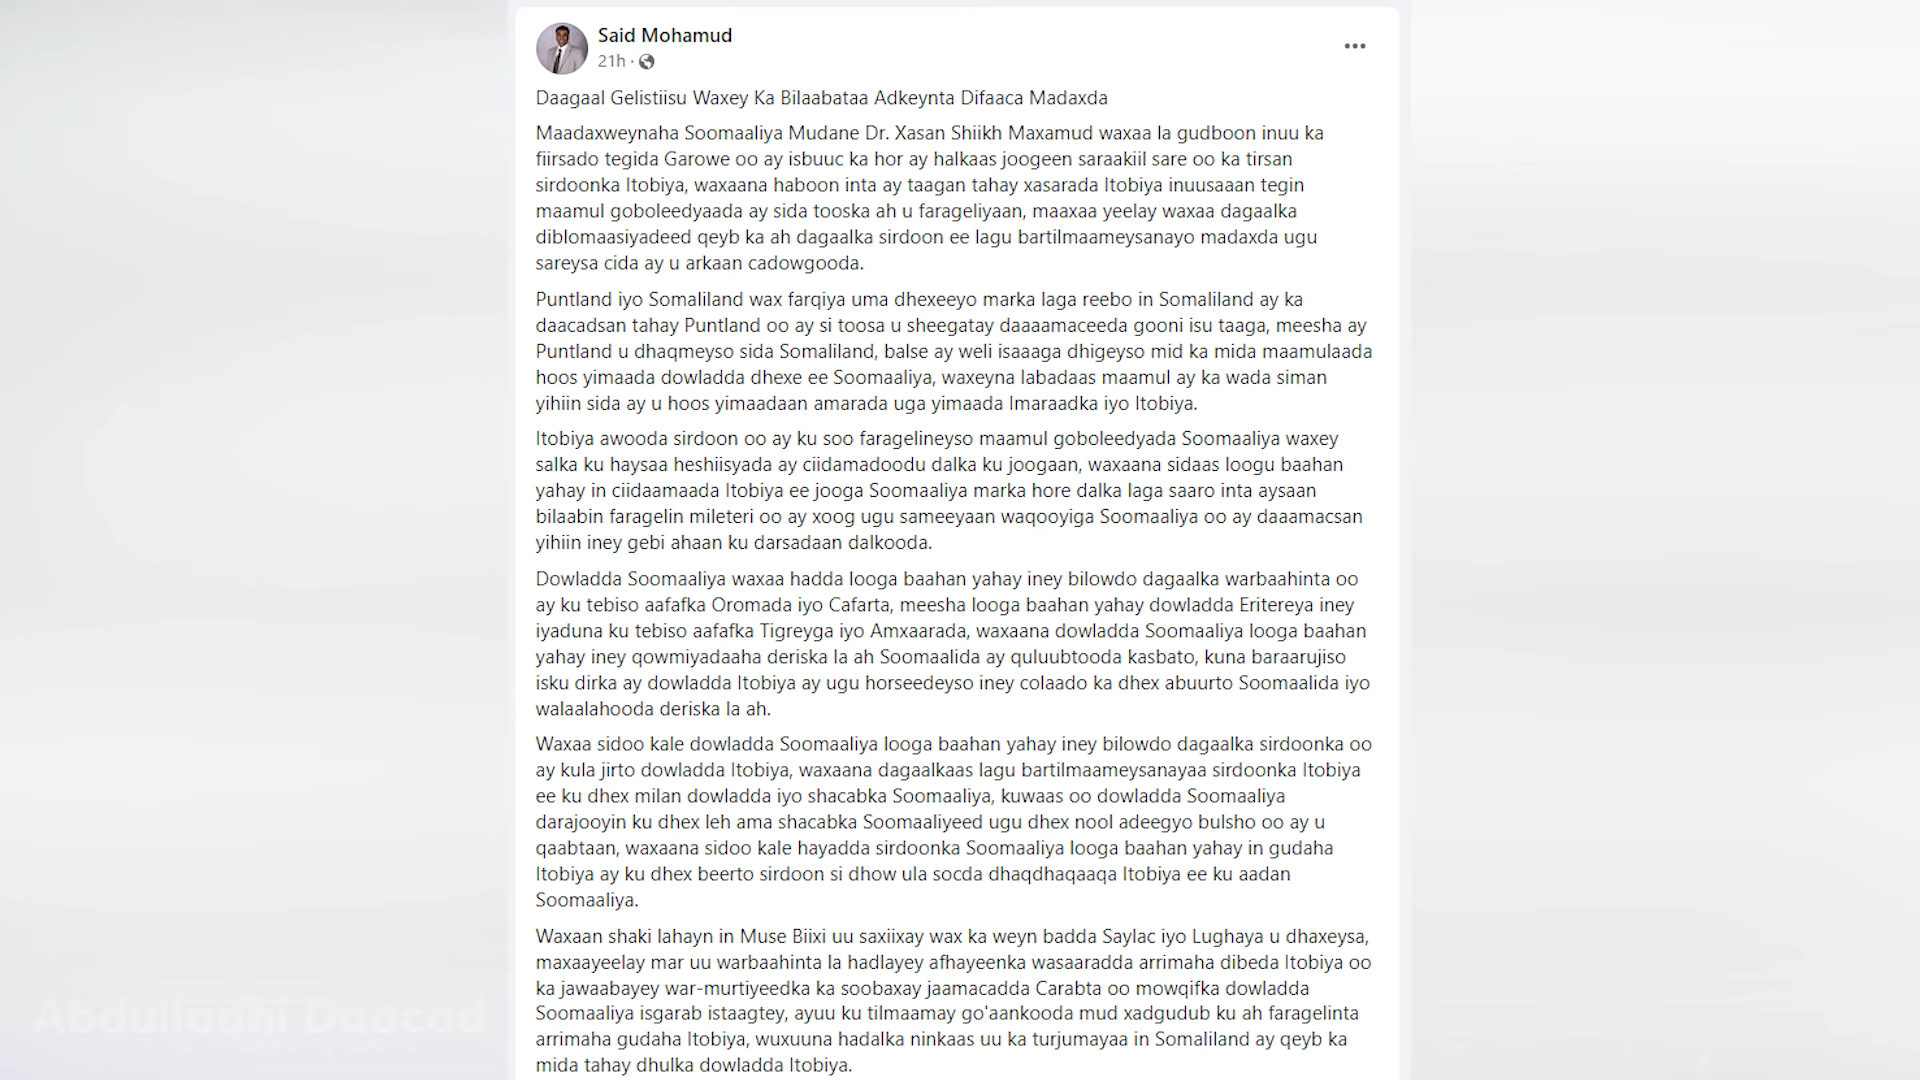 Said Mohamud
21h ·
Daagaal Gelistiisu Waxey Ka Bilaabataa Adkeynta Difaaca Madaxda
Maadaxweynaha Soomaaliya Mudane Dr. Xasan Shiikh Maxamud waxaa la gudboon inuu ka
fiirsado tegida Garowe oo ay isbuuc ka hor ay halkaas joogeen saraakiil sare oo ka tirsan
sirdoonka Itobiya, waxaana haboon inta ay taagan tahay xasarada Itobiya inuusaaan tegin
maamul goboleedyaada ay sida tooska ah u farageliyaan, maaxaa yeelay waxaa dagaalka
diblomaasiyadeed qeyb ka ah dagaalka sirdoon ee lagu bartilmaameysanayo madaxda ugu
sareysa cida ay u arkaan cadowgooda.
Puntland iyo Somaliland wax farqiya uma dhexeeyo marka laga reebo in Somaliland ay ka
daacadsan tahay Puntland oo ay si toosa u sheegatay daaaamaceeda gooni isu taaga, meesha ay
Puntland u dhaqmeyso sida Somaliland, balse ay weli isaaaga dhigeyso mid ka mida maamulaada
hoos yimaada dowladda dhexe ee Soomaaliya, waxeyna labadaas maamul ay ka wada siman
yihiin sida ay u hoos yimaadaan amarada uga yimaada Imaraadka iyo Itobiya.
Itobiya awooda sirdoon oo ay ku soo faragelineyso maamul goboleedyada Soomaaliya waxey
salka ku haysaa heshiisyada ay ciidamadoodu dalka ku joogaan, waxaana sidaas loogu baahan
yahay in ciidaamaada Itobiya ee jooga Soomaaliya marka hore dalka laga saaro inta aysaan
bilaabin faragelin mileteri oo ay xoog ugu sameeyaan waqooyiga Soomaaliya oo ay daaamacsan
yihiin iney gebi ahaan ku darsadaan dalkooda.
Dowladda Soomaaliya waxaa hadda looga baahan yahay iney bilowdo dagaalka warbaahinta oo
ay ku tebiso aafafka Oromada iyo Cafarta, meesha looga baahan yahay dowladda Eritereya iney
iyaduna ku tebiso aafafka Tigreyga iyo Amxaarada, waxaana dowladda Soomaaliya looga baahan
yahay iney qowmiyadaaha deriska la ah Soomaalida ay quluubtooda kasbato, kuna baraarujiso
isku dirka ay dowladda Itobiya ay ugu horseedeyso iney colaado ka dhex abuurto Soomaalida iyo
walaalahooda deriska la ah.
Waxaa sidoo kale dowladda Soomaaliya looga baahan yahay iney bilowdo dagaalka sirdoonka oo
ay kula jirto dowladda Itobiya, waxaana dagaalkaas lagu bartilmaameysanayaa sirdoonka Itobiya
ee ku dhex milan dowladda iyo shacabka Soomaaliya, kuwaas oo dowladda Soomaaliya
darajooyin ku dhex leh ama shacabka Soomaaliyeed ugu dhex nool adeegyo bulsho oo ay u
qaabtaan, waxaana sidoo kale hayadda sirdoonka Soomaaliya looga baahan yahay in gudaha
Itobiya ay ku dhex beerto sirdoon si dhow ula socda dhaqdhaqaaqa Itobiya ee ku aadan
Soomaaliya.
Waxaan shaki lahayn in Muse Biixi uu saxiixay wax ka weyn badda Saylac iyo Lughaya u dhaxeysa,
maxaayeelay mar uu warbaahinta la hadlayey afhayeenka wasaaradda arrimaha dibeda Itobiya oo
ka jawaabayey war-murtiyeedka ka soobaxay jaamacadda Carabta oo mowqifka dowladda
Soomaaliya isgarab istaagtey, ayuu ku tilmaamay go'aankooda mud xadgudub ku ah faragelinta
arrimaha gudaha Itobiya, wuxuuna hadalka ninkaas uu ka turjumayaa in Somaliland ay qeyb ka
mida tahay dhulka dowladda Itobiya.
Abdulladhi Daacad